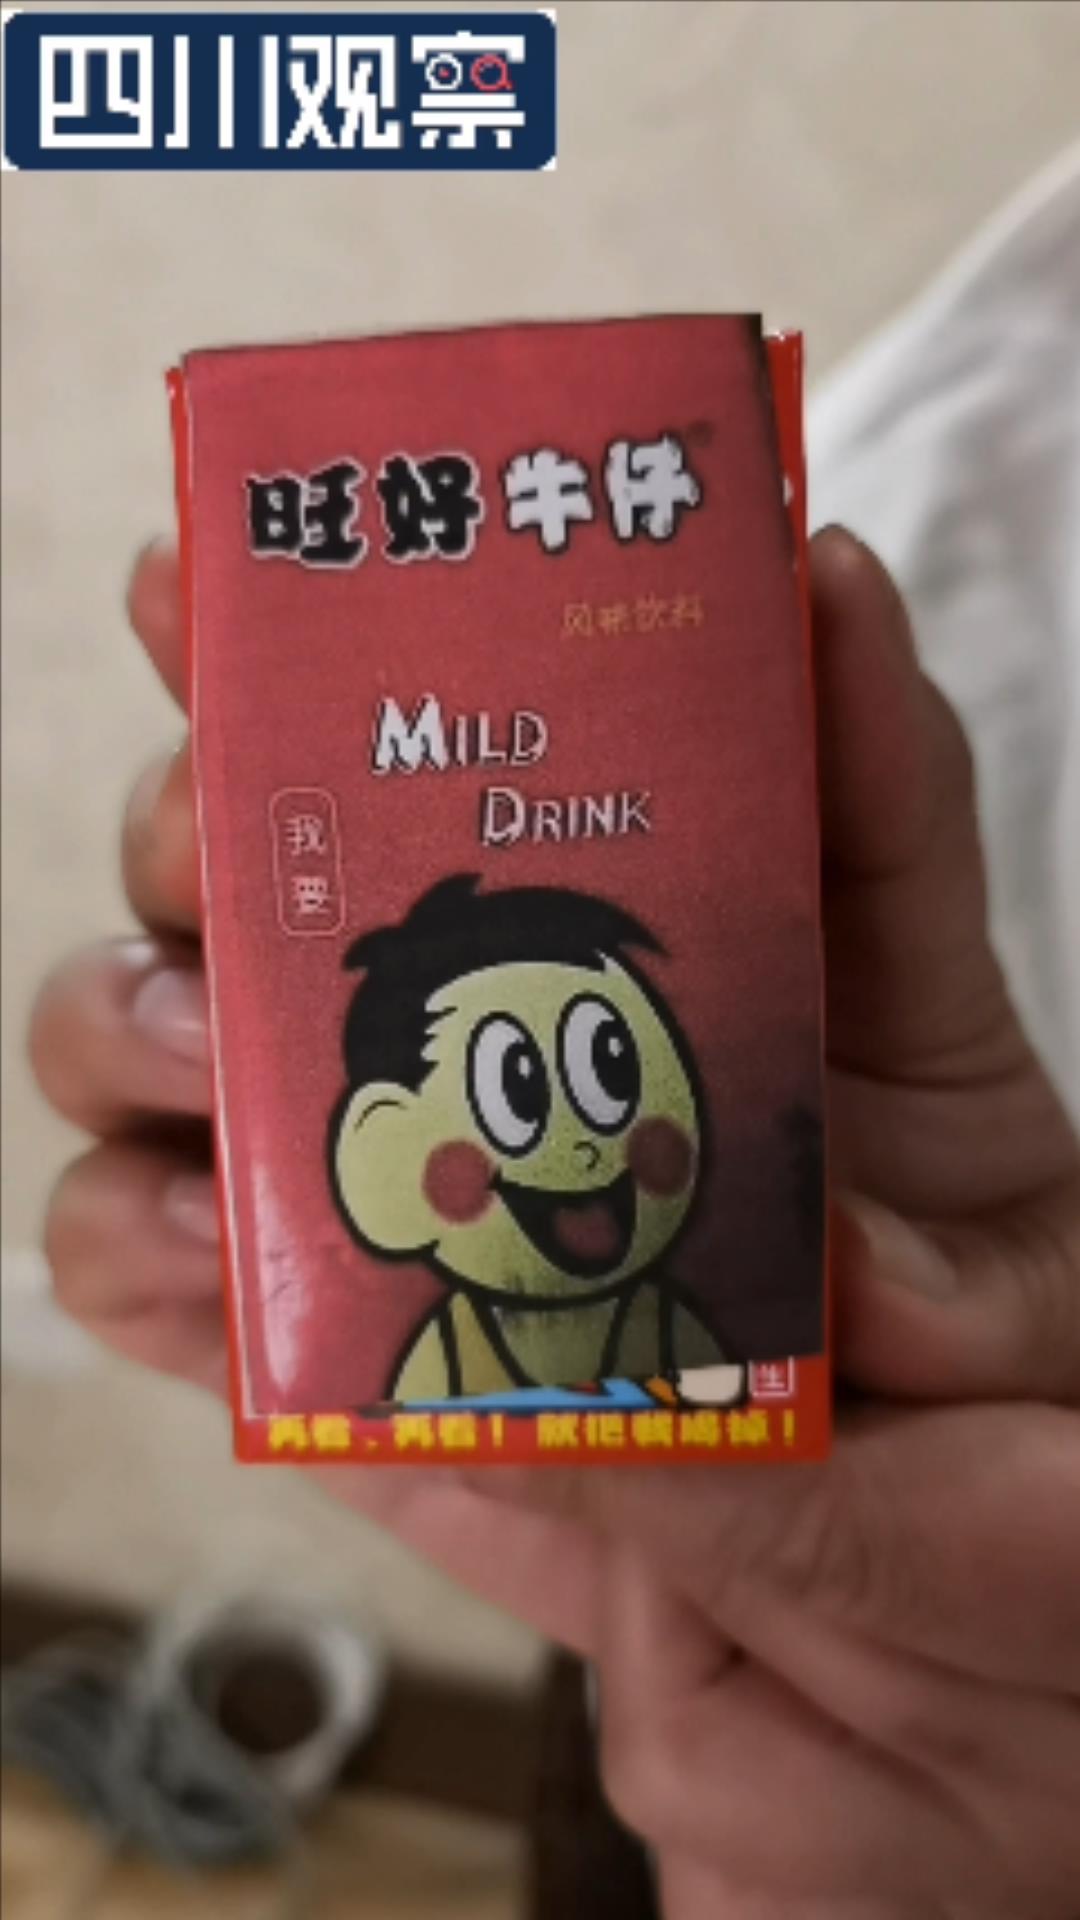 四川观察
旺好牛仔
风味饮料
MILD
DRINK
我要
生
再看、再看！就把我喝掉！